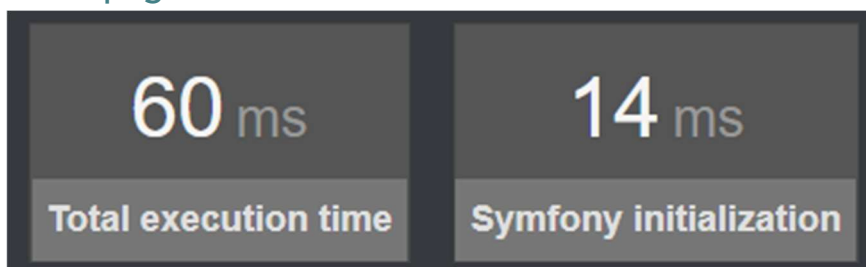 60 ms
Total execution time
14 ms
Symfony initialization